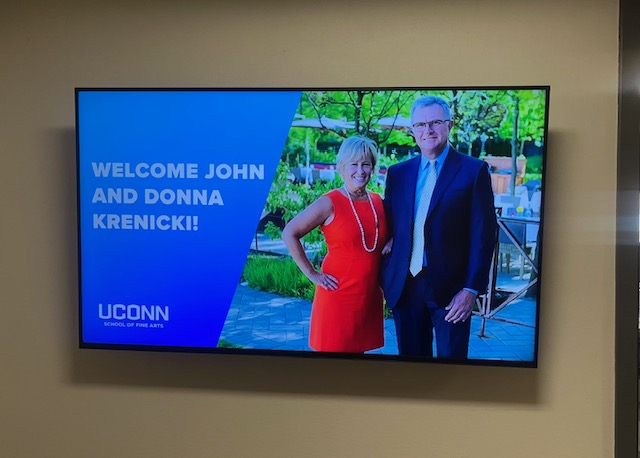 WELCOME JOHN
AND DONNA
KRENICKI!
UCONN
SCHOOL OF FINE ARTS